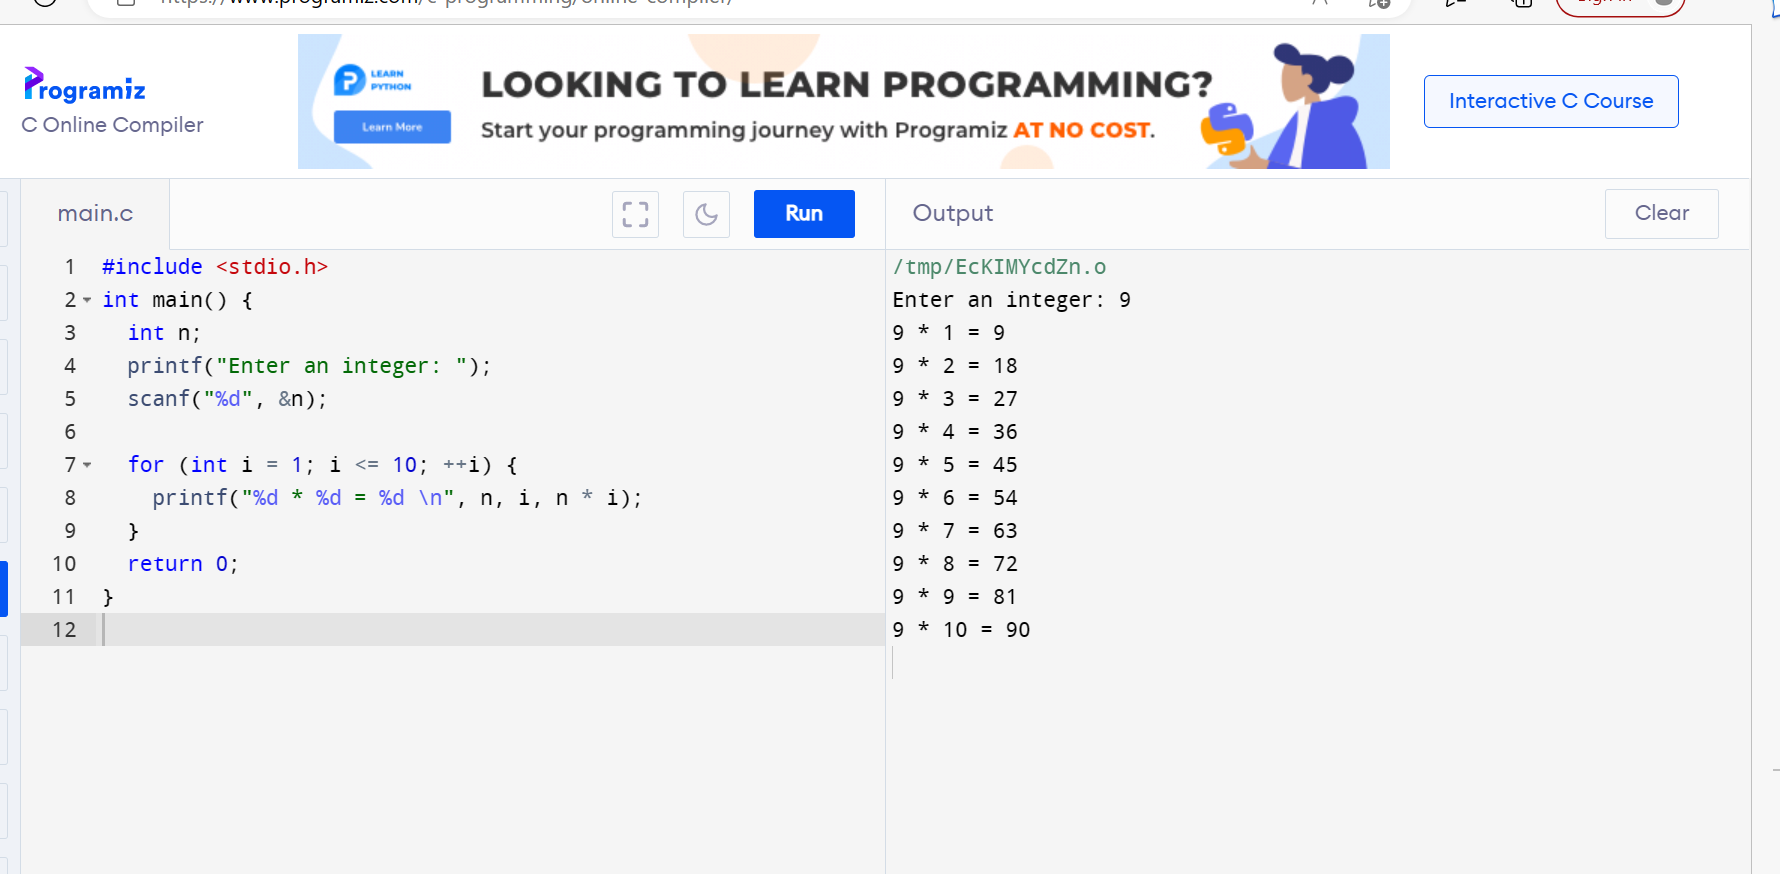 https://www.programiz.com/c-programming/online-compiler/
Sign in
Programiz
C Online Compiler
LEARN
PYTHON
Learn More
LOOKING TO LEARN PROGRAMMING?
Start your programming journey with Programiz AT NO COST.
Interactive C Course
main.c
Run
Output
Clear
1 #include <stdio.h>
2 int main() {
3 int n;
4 printf("Enter an integer: ");
5 scanf("%d", &n);
6
7 for (int i = 1; i <= 10; ++i) {
8 printf("%d * %d = %d \n", n, i, n * i);
9 }
10 return 0;
11 }
12
/tmp/EcKIMYcdZn.o
Enter an integer: 9
9 * 1 = 9
9 * 2 = 18
9 * 3 = 27
9 * 4 = 36
9 * 5 = 45
9 * 6 = 54
9 * 7 = 63
9 * 8 = 72
9 * 9 = 81
9 * 10 = 90